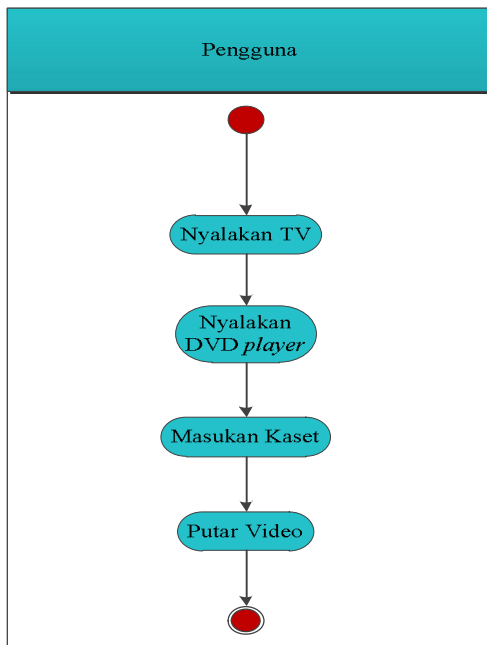 Pengguna
Nyalakan TV
Nyalakan
DVD player
Masukan Kaset
Putar Video